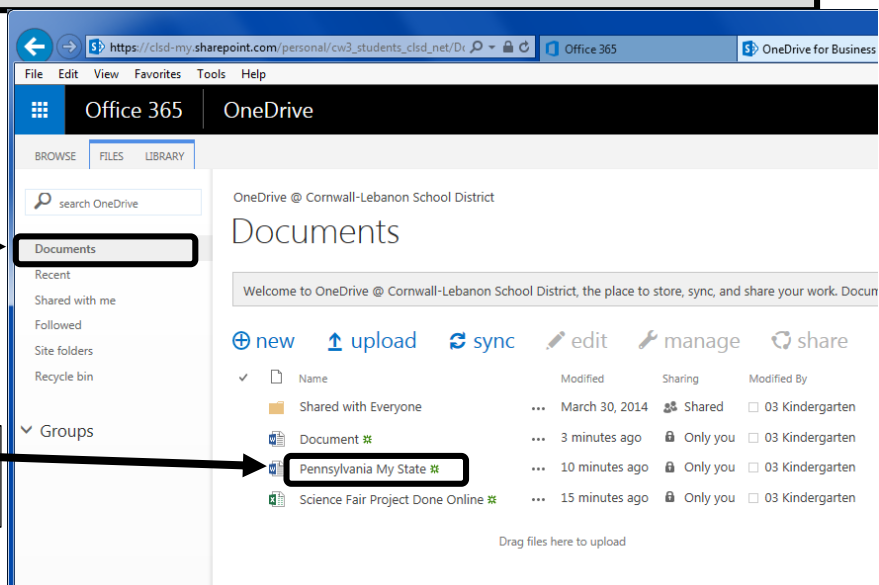 https://clsd-my.sharepoint.com/personal/cw3_students_clsd_net/Do
Office 365
OneDrive for Business
File Edit View Favorites Tools Help
Office 365 OneDrive
BROWSE FILES LIBRARY
search OneDrive
OneDrive @ Cornwall-Lebanon School District
Documents
Documents
Recent
Shared with me
Followed
Site folders
Recycle bin
Groups
Welcome to OneDrive @ Cornwall-Lebanon School District, the place to store, sync, and share your work. Docum
new upload sync edit manage share
Name Modified Sharing Modified By
Shared with Everyone ... March 30, 2014 Shared 03 Kindergarten
Document ... 3 minutes ago Only you 03 Kindergarten
Pennsylvania My State ... 10 minutes ago Only you 03 Kindergarten
Science Fair Project Done Online ... 15 minutes ago Only you 03 Kindergarten
Drag files here to upload